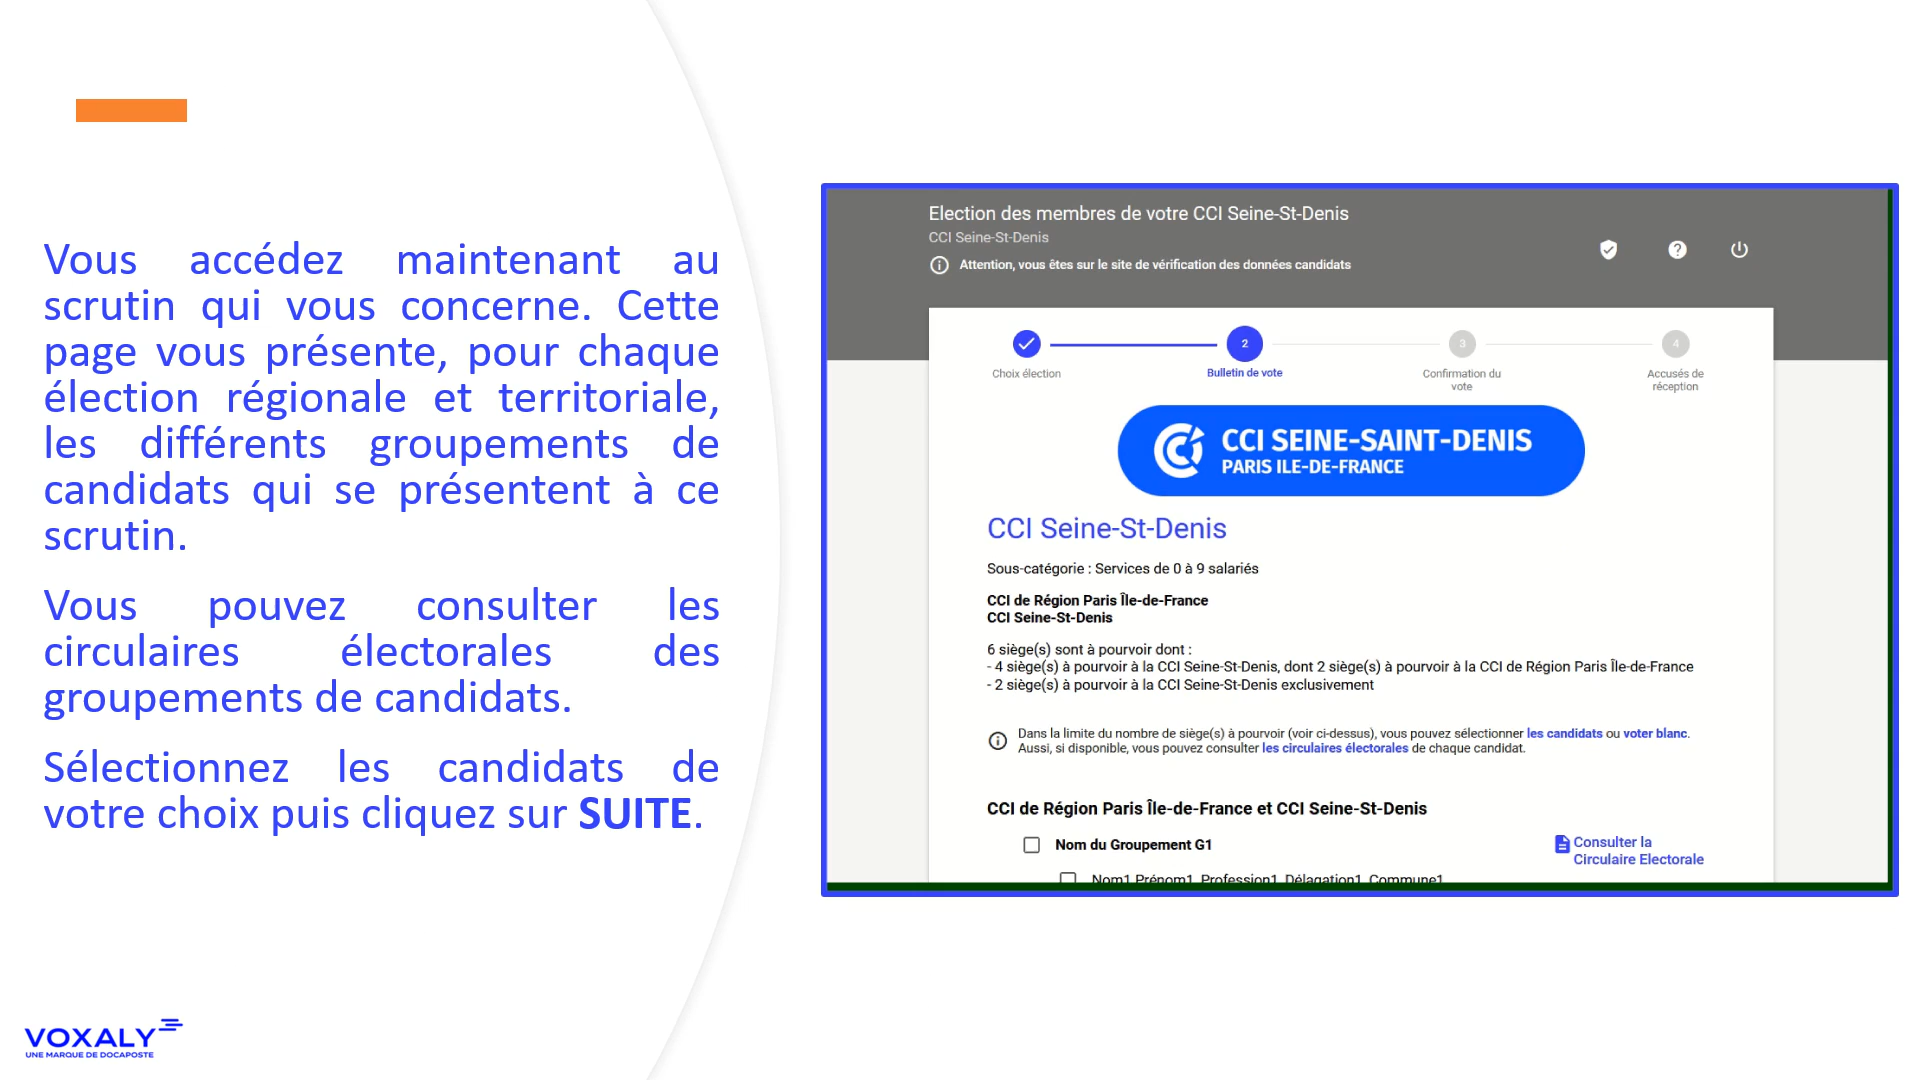 Vous accédez maintenant au
scrutin qui vous concerne. Cette
page vous présente, pour chaque
élection régionale et territoriale,
les différents groupements de
candidats qui se présentent à ce
scrutin.
Vous pouvez consulter les
circulaires électorales des
groupements de candidats.
Sélectionnez les candidats de
votre choix puis cliquez sur SUITE.
VOXALY
UNE MARQUE DE DOCAPOSTE
Election des membres de votre CCI Seine-St-Denis
CCI Seine-St-Denis
Attention, vous êtes sur le site de vérification des données candidats
2
3
4
Choix élection
Bulletin de vote
Confirmation du
vote
Accusés de
réception
CCI SEINE-SAINT-DENIS
PARIS ILE-DE-FRANCE
CCI Seine-St-Denis
Sous-catégorie : Services de 0 à 9 salariés
CCI de Région Paris Île-de-France
CCI Seine-St-Denis
6 siège(s) sont à pourvoir dont :
- 4 siège(s) à pourvoir à la CCI Seine-St-Denis, dont 2 siège(s) à pourvoir à la CCI de Région Paris Île-de-France
- 2 siège(s) à pourvoir à la CCI Seine-St-Denis exclusivement
Dans la limite du nombre de siège(s) à pourvoir (voir ci-dessus), vous pouvez sélectionner les candidats ou voter blanc.
Aussi, si disponible, vous pouvez consulter les circulaires électorales de chaque candidat.
CCI de Région Paris Île-de-France et CCI Seine-St-Denis
Nom du Groupement G1
Consulter la
Circulaire Electorale
Nom1 Prénom1, Profession1, Délagation1, Commune1